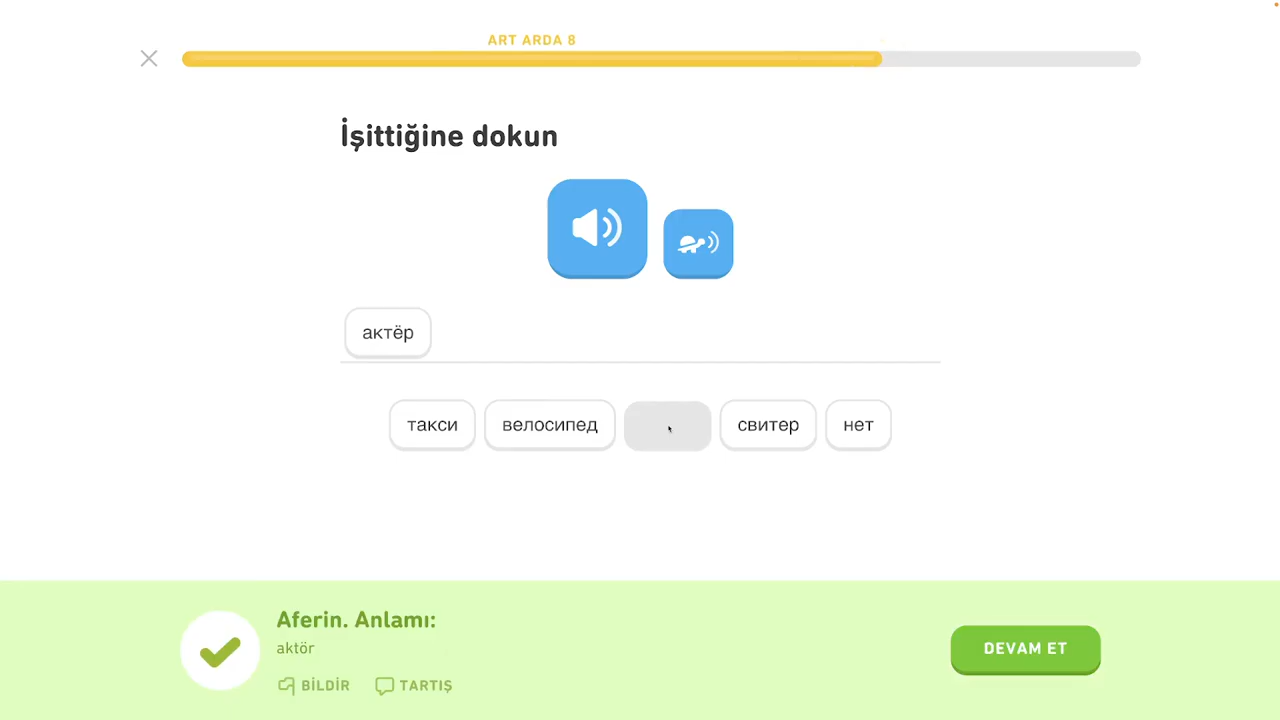 ART ARDA 8
İşittiğine dokun
актёр
такси велосипед свитер нет
Aferin. Anlamı:
aktör
BİLDİR TARTIŞ
DEVAM ET